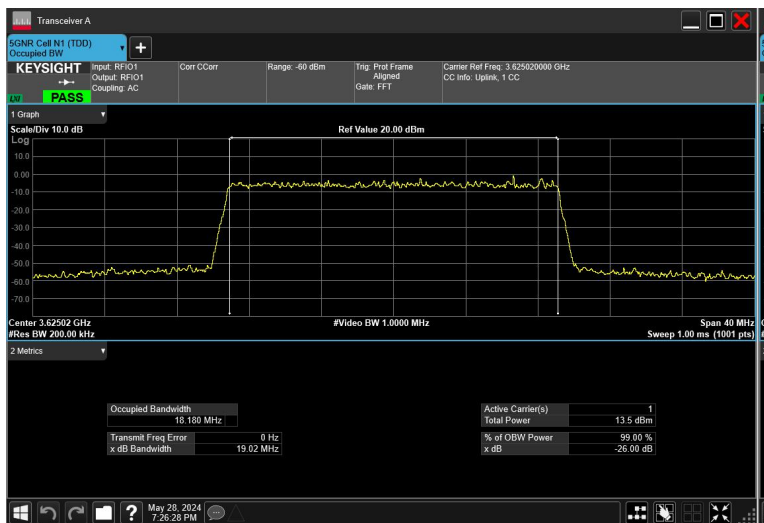 Transceiver A
5GNR Cell N1 (TDD)
Occupied BW
KEYSIGHT
LXI
PASS
Input: RFIO1
Output: RFIO1
Coupling: AC
Corr CCorr
Range: -60 dBm
Trig: Prot Frame
Aligned
Gate: FFT
Carrier Ref Freq: 3.625020000 GHz
CC Info: Uplink, 1 CC
1 Graph
Scale/Div 10.0 dB
Ref Value 20.00 dBm
Log
10.0
0.00
-10.0
-20.0
-30.0
-40.0
-50.0
-60.0
-70.0
Center 3.62502 GHz
#Video BW 1.0000 MHz
Span 40 MHz
#Res BW 200.00 kHz
Sweep 1.00 ms (1001 pts)
2 Metrics
Occupied Bandwidth
18.180 MHz
Transmit Freq Error 0 Hz
x dB Bandwidth 19.02 MHz
Active Carrier(s) 1
Total Power 13.5 dBm
% of OBW Power 99.00 %
x dB -26.00 dB
?
May 28, 2024
7:26:28 PM